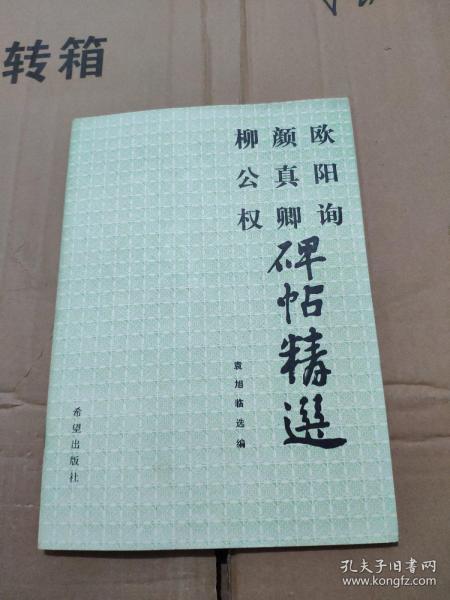 转箱
欧阳询
颜真卿
柳公权
碑帖精選
袁旭临选编
希望出版社
孔夫子旧书网
www.kongfz.com